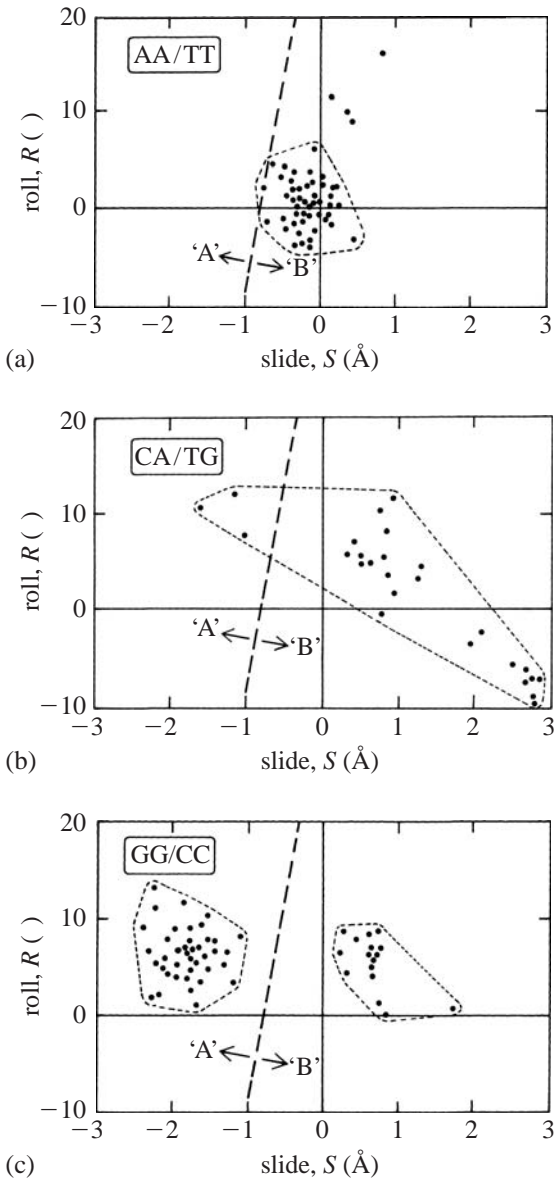 20
AA/TT
10
roll, R ( )
0
'A' 'B'
−10
−3 −2 −1 0 1 2 3
(a) slide, S (Å)
20
CA/TG
10
roll, R ( )
0
'A' 'B'
−10
−3 −2 −1 0 1 2 3
(b) slide, S (Å)
20
GG/CC
10
roll, R ( )
0
'A' 'B'
−10
−3 −2 −1 0 1 2 3
(c) slide, S (Å)